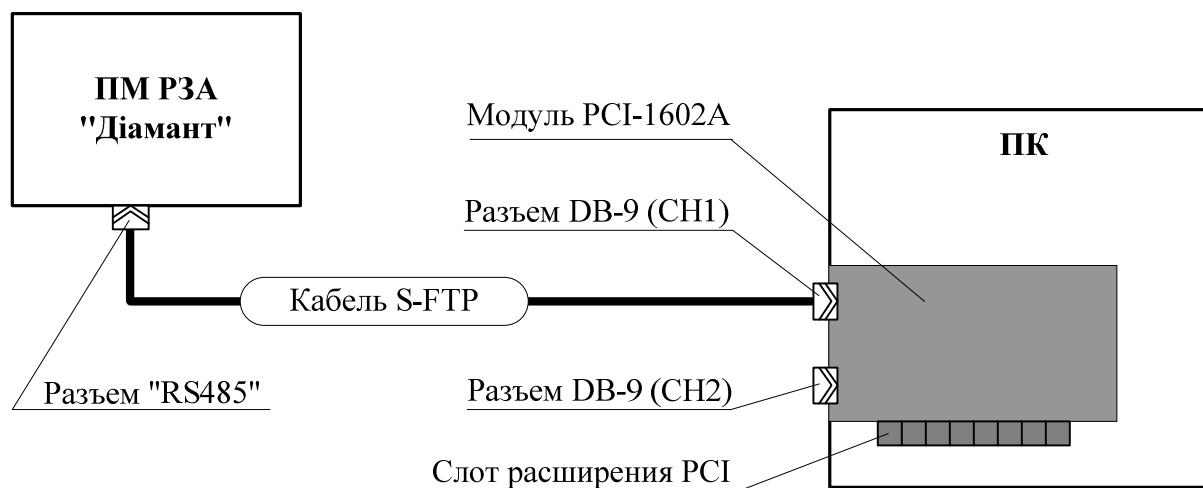 ПМ РЗА
"Діамант"
Модуль PCI-1602A
ПК
Разъем DB-9 (CH1)
Кабель S-FTP
Разъем "RS485"
Разъем DB-9 (CH2)
Слот расширения PCI